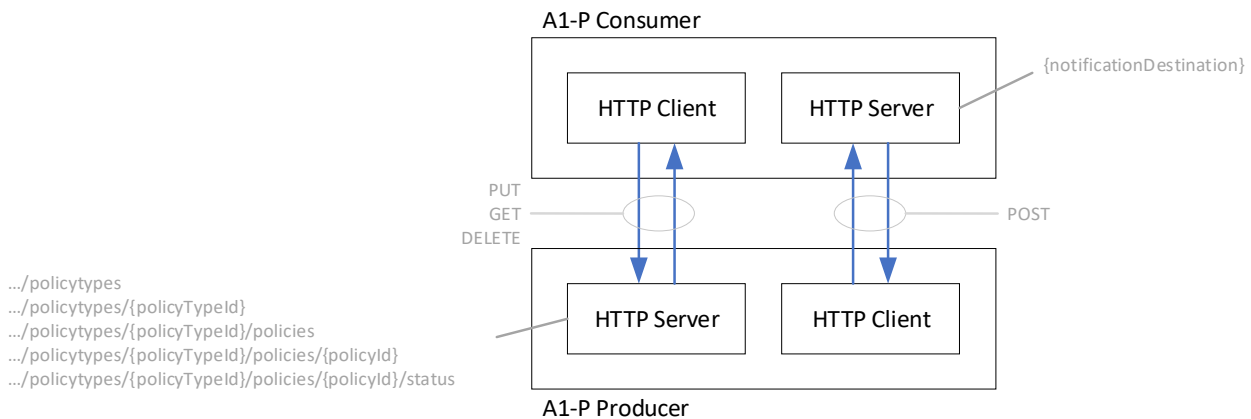 A1-P Consumer
{notificationDestination}
HTTP Client
HTTP Server
PUT
GET
DELETE
POST
.../policytypes
.../policytypes/{policyTypeId}
.../policytypes/{policyTypeId}/policies
.../policytypes/{policyTypeId}/policies/{policyId}
.../policytypes/{policyTypeId}/policies/{policyId}/status
HTTP Server
HTTP Client
A1-P Producer